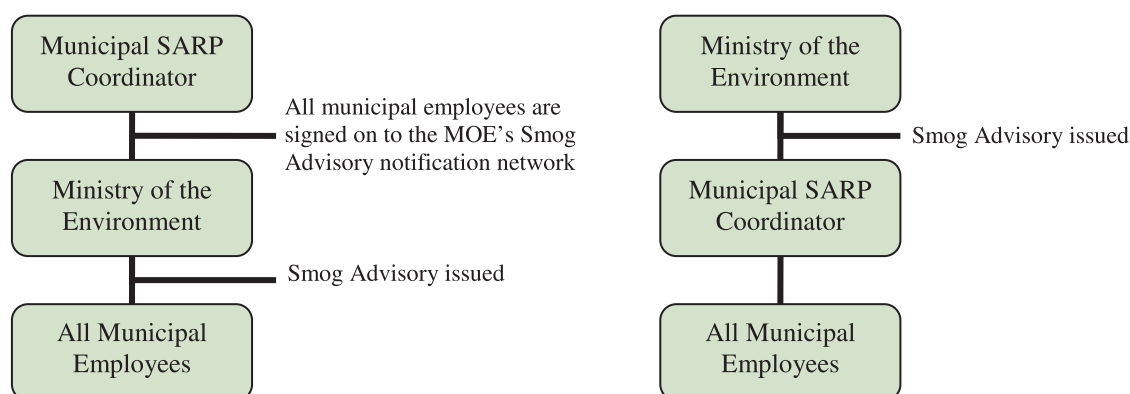 Municipal SARP
Coordinator
All municipal employees are
signed on to the MOE's Smog
Advisory notification network
Ministry of the
Environment
Smog Advisory issued
All Municipal
Employees
Ministry of the
Environment
Smog Advisory issued
Municipal SARP
Coordinator
All Municipal
Employees